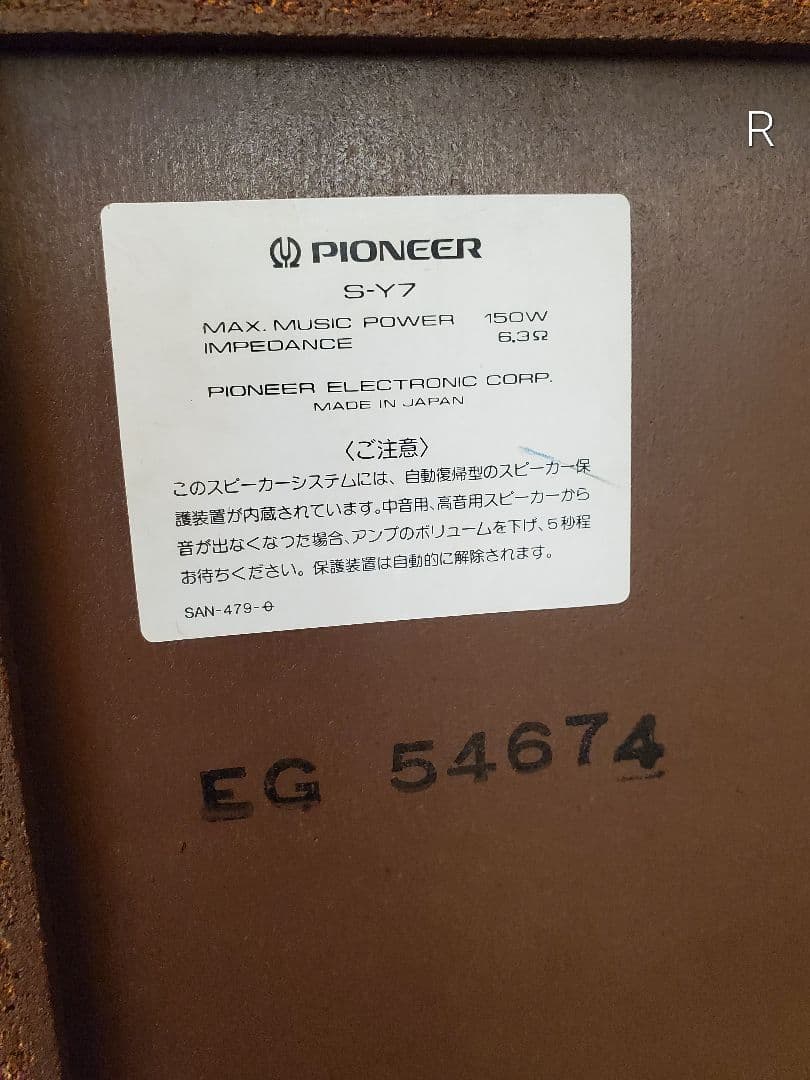 R
PIONEER
S-Y7
MAX. MUSIC POWER 150W
IMPEDANCE 6.3Ω
PIONEER ELECTRONIC CORP.
MADE IN JAPAN
〈ご注意〉
このスピーカーシステムには、自動復帰型のスピーカー保
護装置が内蔵されています。中音用、高音用スピーカーから
音が出なくなつた場合、アンプのボリュームを下げ、5秒程
お待ちください。保護装置は自動的に解除されます。
SAN-479-0
EG 54674